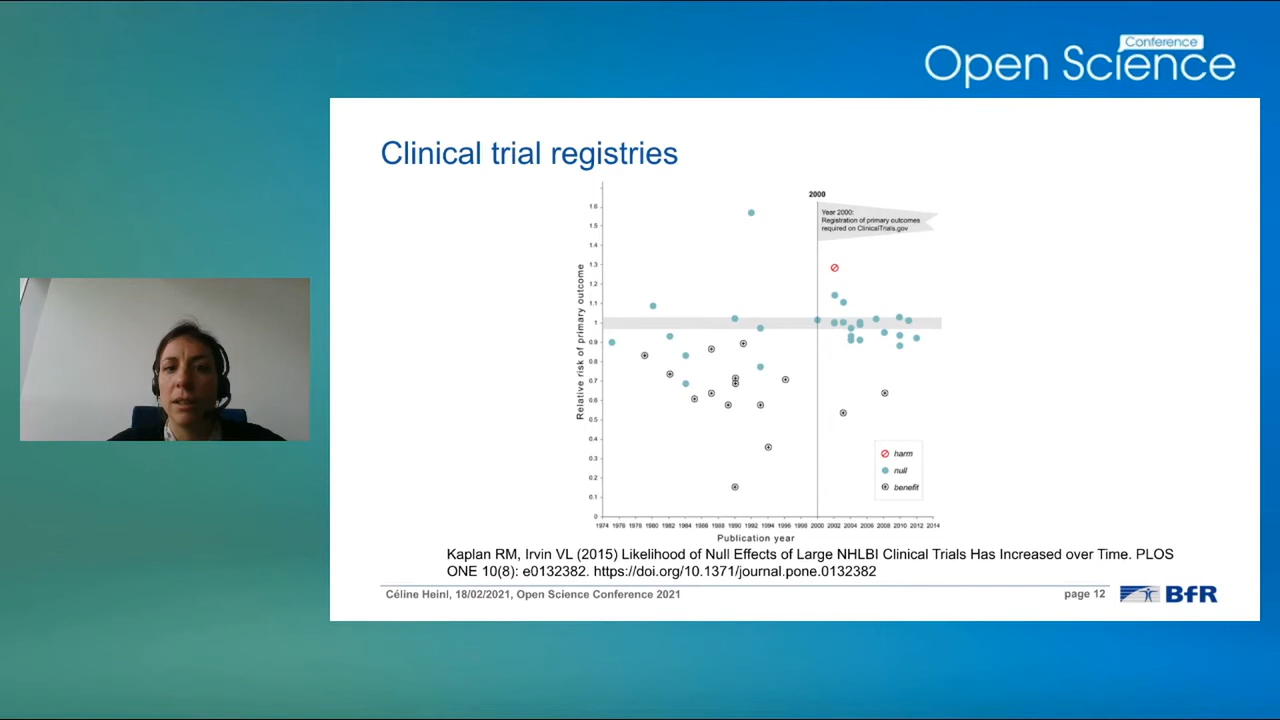 Conference
Open Science
Clinical trial registries
2000
Year 2000:
Registration of primary outcomes
required on ClinicalTrials.gov
Relative risk of primary outcome
1.6
1.5
1.4
1.3
1.2
1.1
1
0.9
0.8
0.7
0.6
0.5
0.4
0.3
0.2
0.1
0
harm
null
benefit
1974 1976 1978 1980 1982 1984 1986 1988 1990 1992 1994 1996 1998 2000 2002 2004 2006 2008 2010 2012 2014
Publication year
Kaplan RM, Irvin VL (2015) Likelihood of Null Effects of Large NHLBI Clinical Trials Has Increased over Time. PLOS
ONE 10(8): e0132382. https://doi.org/10.1371/journal.pone.0132382
Céline Heinl, 18/02/2021, Open Science Conference 2021
page 12
BfR